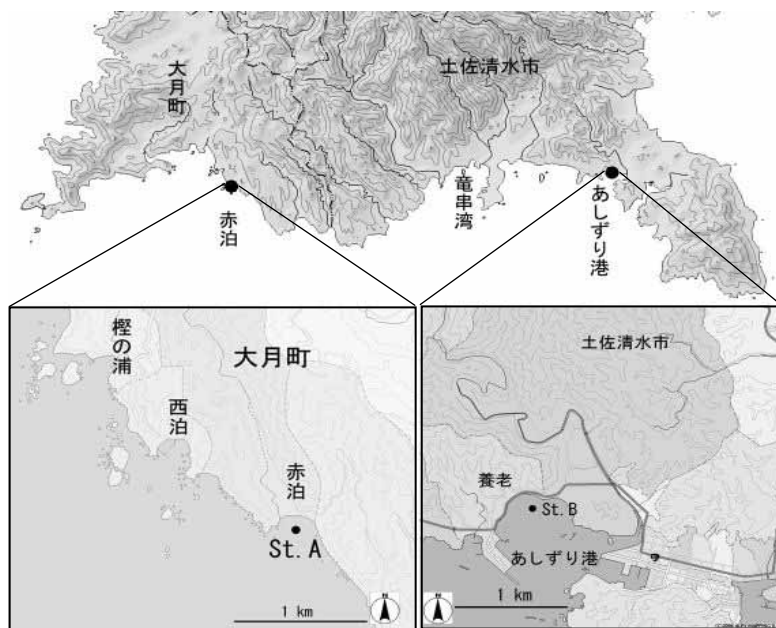 大月町
土佐清水市
赤泊
竜串湾
あしずり港
樫の浦
大月町
西泊
赤泊
St. A
1 km
N
土佐清水市
養老
St. B
あしずり港
1 km
N